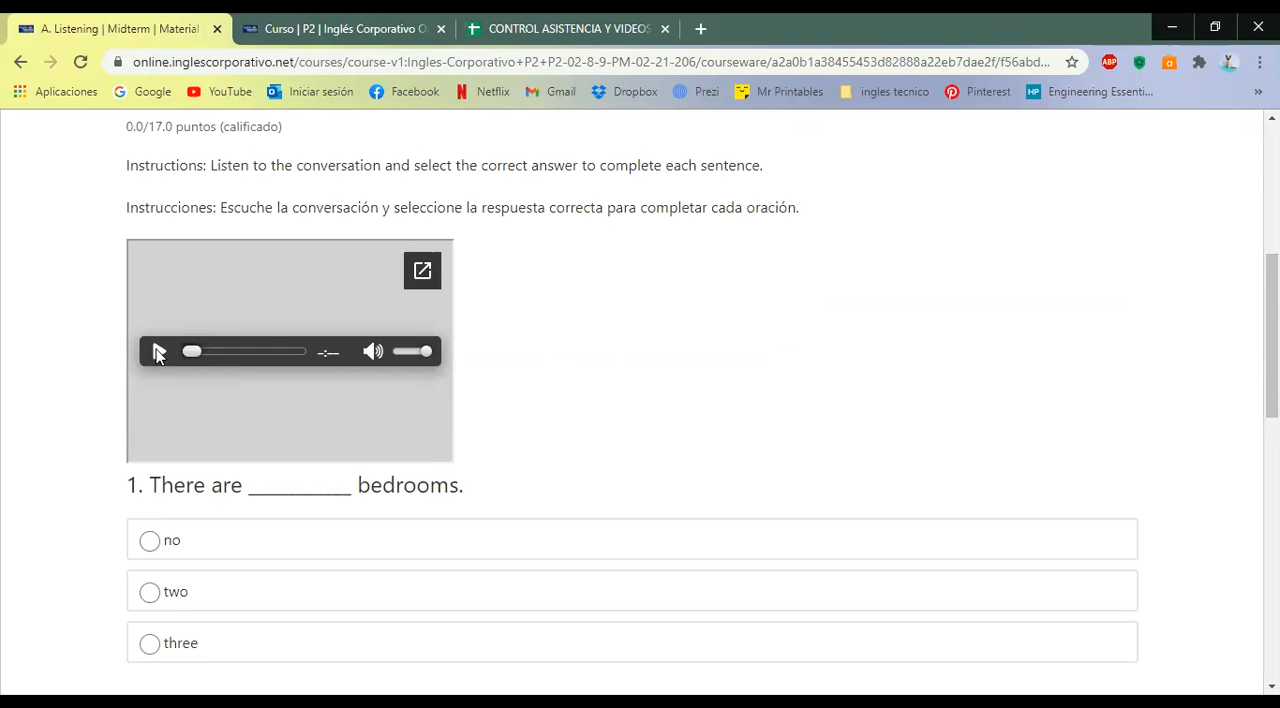 A. Listening | Midterm | Material
Curso | P2 | Inglés Corporativo O
CONTROL ASISTENCIA Y VIDEOS
online.inglescorporativo.net/courses/course-v1:Ingles-Corporativo+P2+P2-02-8-9-PM-02-21-206/courseware/a2a0b1a38455453d82888a22eb7dae2f/f56abd...
ABP
Aplicaciones
Google
YouTube
Iniciar sesión
Facebook
Netflix
Gmail
Dropbox
Prezi
Mr Printables
ingles tecnico
Pinterest
HP
Engineering Essenti...
»
0.0/17.0 puntos (calificado)
Instructions: Listen to the conversation and select the correct answer to complete each sentence.
Instrucciones: Escuche la conversación y seleccione la respuesta correcta para completar cada oración.
-:--
1. There are ___________ bedrooms.
no
two
three